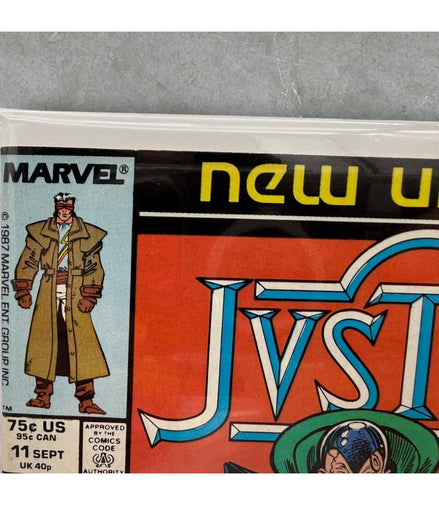 MARVEL®
new u
© 1987 MARVEL ENT. GROUP, INC.
JVST
TM
75¢ US
95¢ CAN
11 SEPT
UK 40p
APPROVED
BY THE
COMICS
CODE
AUTHORITY